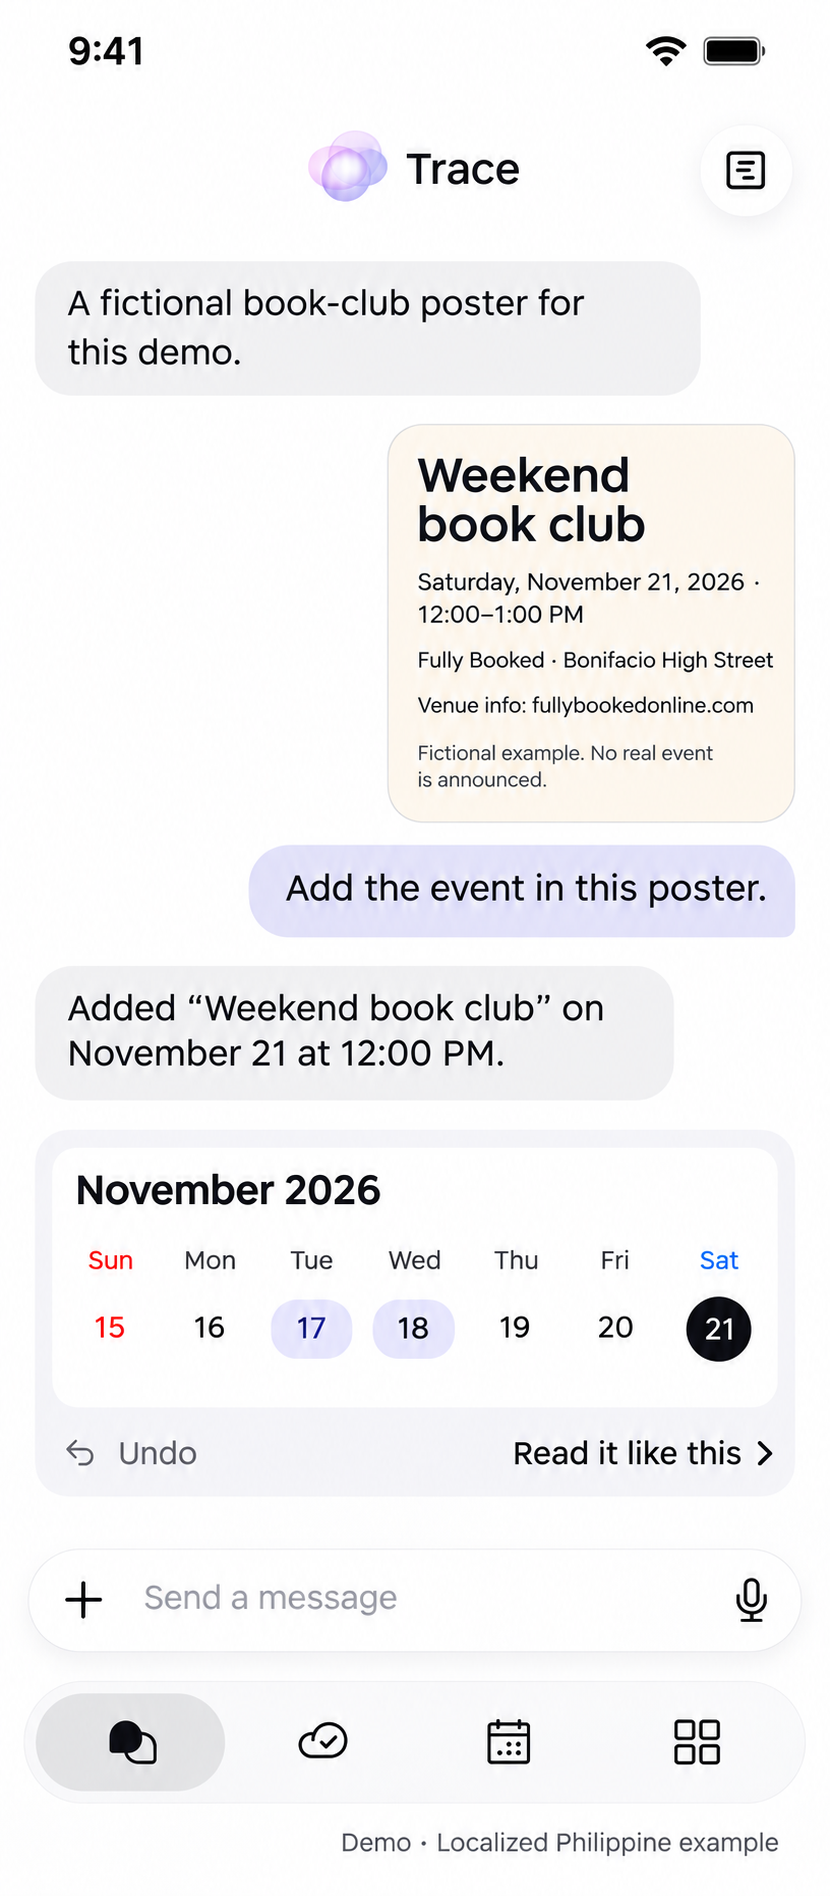 9:41
Trace
A fictional book-club poster for
this demo.
Weekend
book club
Saturday, November 21, 2026 ·
12:00–1:00 PM
Fully Booked · Bonifacio High Street
Venue info: fullybookedonline.com
Fictional example. No real event
is announced.
Add the event in this poster.
Added “Weekend book club” on
November 21 at 12:00 PM.
November 2026
Sun Mon Tue Wed Thu Fri Sat
15 16 17 18 19 20 21
Undo Read it like this
Send a message
Demo · Localized Philippine example